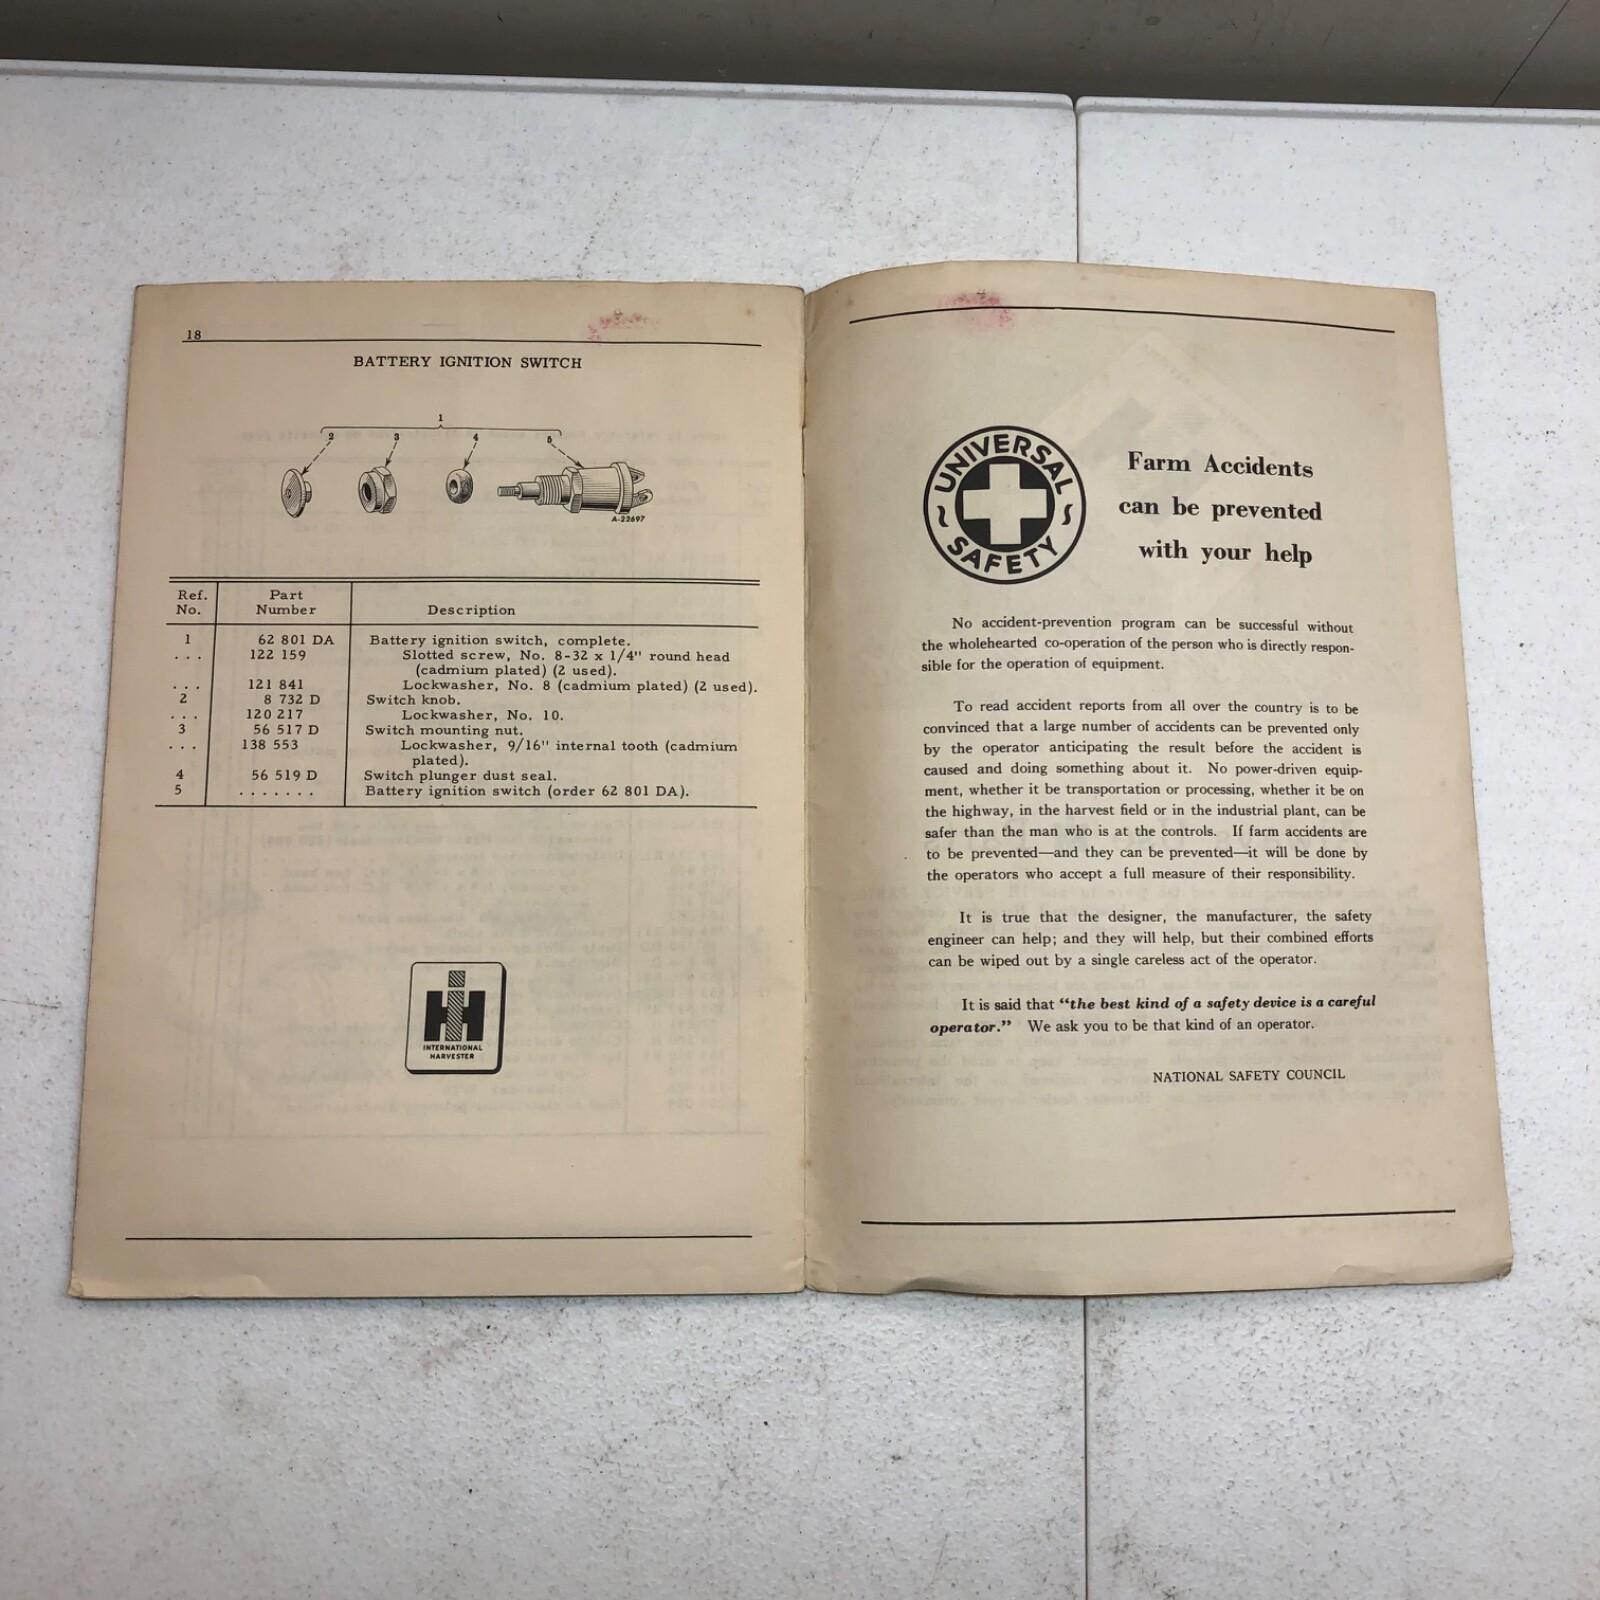 18
BATTERY IGNITION SWITCH
1
2 3 4 5
A-22697
Ref. No. Part Number Description
1 62 801 DA Battery ignition switch, complete.
... 122 159 Slotted screw, No. 8-32 x 1/4" round head
(cadmium plated) (2 used).
... 121 841 Lockwasher, No. 8 (cadmium plated) (2 used).
2 8 732 D Switch knob.
... 120 217 Lockwasher, No. 10.
3 56 517 D Switch mounting nut.
... 138 553 Lockwasher, 9/16" internal tooth (cadmium
plated).
4 56 519 D Switch plunger dust seal.
5 ....... Battery ignition switch (order 62 801 DA).
IH
INTERNATIONAL
HARVESTER
UNIVERSAL
SAFETY
Farm Accidents
can be prevented
with your help
No accident-prevention program can be successful without
the wholehearted co-operation of the person who is directly respon-
sible for the operation of equipment.
To read accident reports from all over the country is to be
convinced that a large number of accidents can be prevented only
by the operator anticipating the result before the accident is
caused and doing something about it. No power-driven equip-
ment, whether it be transportation or processing, whether it be on
the highway, in the harvest field or in the industrial plant, can be
safer than the man who is at the controls. If farm accidents are
to be prevented—and they can be prevented—it will be done by
the operators who accept a full measure of their responsibility.
It is true that the designer, the manufacturer, the safety
engineer can help; and they will help, but their combined efforts
can be wiped out by a single careless act of the operator.
It is said that "the best kind of a safety device is a careful
operator." We ask you to be that kind of an operator.
NATIONAL SAFETY COUNCIL